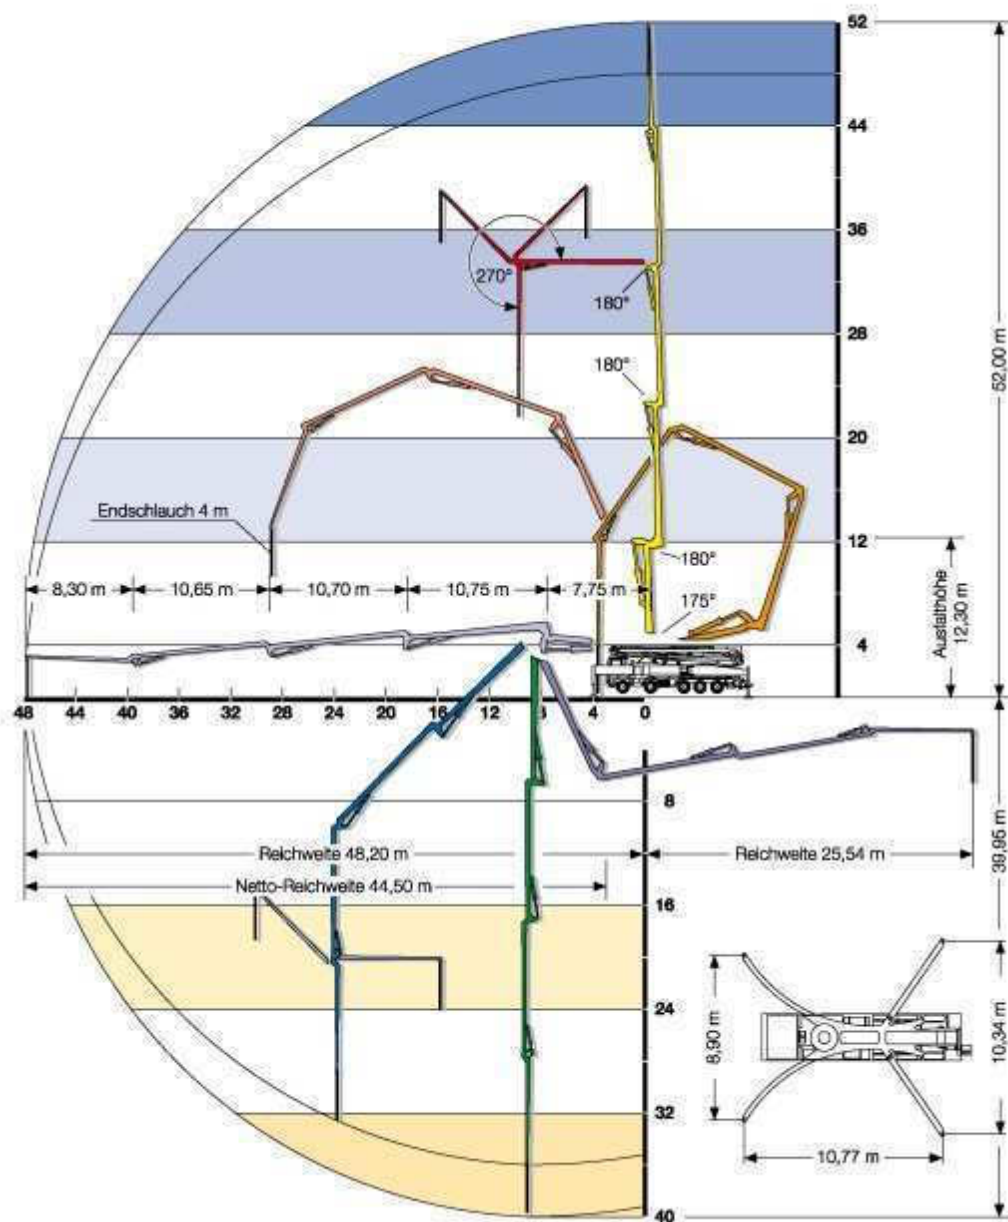 52
44
36
270°
180°
28
52,00 m
180°
20
Endschlauch 4 m
12
180°
8,30 m
10,65 m
10,70 m
10,75 m
7,75 m
175°
Ausfalthöhe
12,30 m
4
48 44 40 36 32 28 24 20 16 12 8 4 0
8
39,95 m
Reichweite 48,20 m
Reichweite 25,54 m
Netto-Reichweite 44,50 m
16
24
8,90 m
10,34 m
32
10,77 m
40